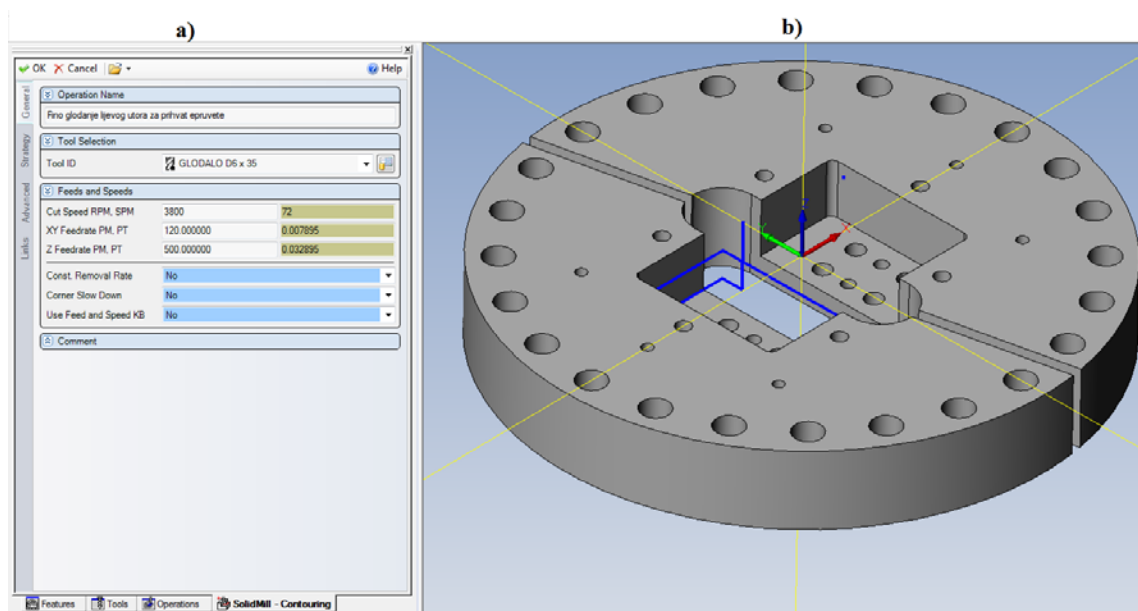 a)
b)
OK Cancel Help
General
Strategy
Advanced
Links
Operation Name
Fino glodanje lijevog utora za prihvat epruvete
Tool Selection
Tool ID GLODALO D6 x 35
Feeds and Speeds
Cut Speed RPM, SPM 3800 72
XY Feedrate PM, PT 120.000000 0.007895
Z Feedrate PM, PT 500.000000 0.032895
Const. Removal Rate No
Corner Slow Down No
Use Feed and Speed KB No
Comment
Features Tools Operations SolidMill - Contouring